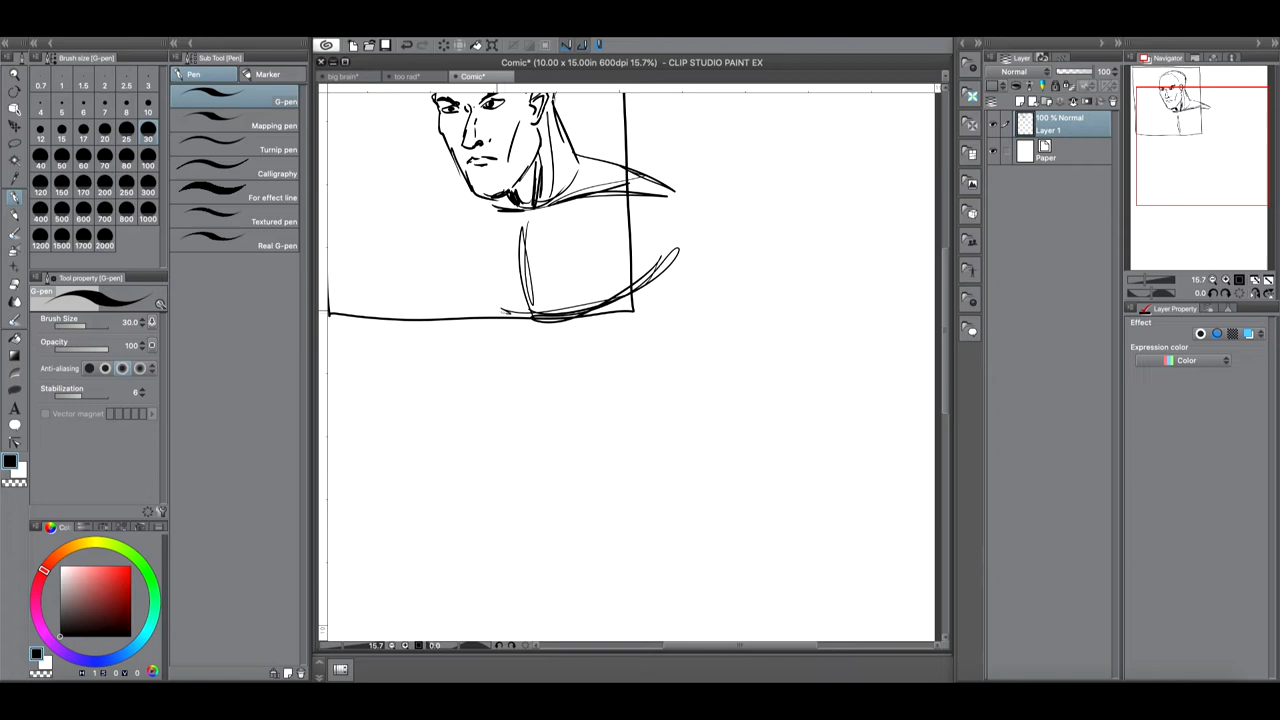 Comic* (10.00 x 15.00in 600dpi 15.7%) - CLIP STUDIO PAINT EX
big brain*
too rad*
Comic*
Brush size [G-pen]
0.7 1 1.5 2 2.5 3
4 5 6 7 8 10
12 15 17 20 25 30
40 50 60 70 80 100
120 150 170 200 250 300
400 500 600 700 800 1000
1200 1500 1700 2000
Tool property [G-pen]
G-pen
Brush Size 30.0
Opacity 100
Anti-aliasing
Stabilization 6
Vector magnet
Sub Tool [Pen]
Pen
Marker
G-pen
Mapping pen
Turnip pen
Calligraphy
For effect line
Textured pen
Real G-pen
H 1 S 0 V 0
15.7
Layer
Normal 100
100 % Normal
Layer 1
Paper
Navigator
15.7
0.0
Layer Property
Effect
Expression color
Color